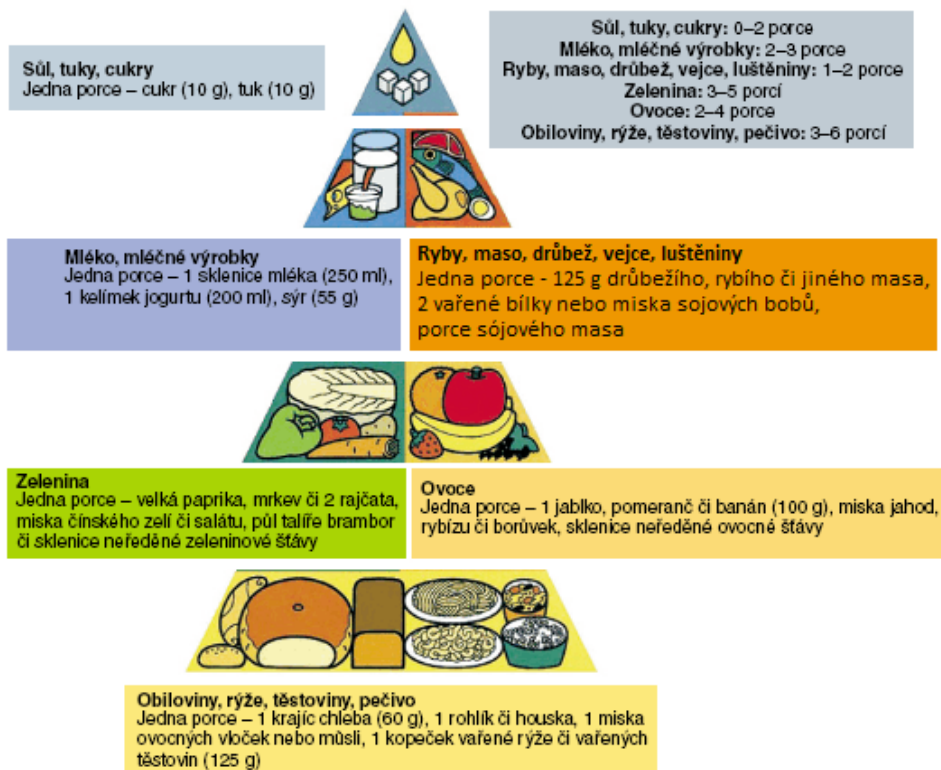 Sůl, tuky, cukry
Jedna porce – cukr (10 g), tuk (10 g)
Sůl, tuky, cukry: 0–2 porce
Mléko, mléčné výrobky: 2–3 porce
Ryby, maso, drůbež, vejce, luštěniny: 1–2 porce
Zelenina: 3–5 porcí
Ovoce: 2–4 porce
Obiloviny, rýže, těstoviny, pečivo: 3–6 porcí
Mléko, mléčné výrobky
Jedna porce – 1 sklenice mléka (250 ml),
1 kelímek jogurtu (200 ml), sýr (55 g)
Ryby, maso, drůbež, vejce, luštěniny
Jedna porce - 125 g drůbežího, rybího či jiného masa,
2 vařené bílky nebo miska sojových bobů,
porce sójového masa
Zelenina
Jedna porce – velká paprika, mrkev či 2 rajčata,
miska čínského zelí či salátu, půl talíře brambor
či sklenice neředěné zeleninové šťávy
Ovoce
Jedna porce – 1 jablko, pomeranč či banán (100 g), miska jahod,
rybízu či borůvek, sklenice neředěné ovocné šťávy
Obiloviny, rýže, těstoviny, pečivo
Jedna porce – 1 krajíc chleba (60 g), 1 rohlík či houska, 1 miska
ovocných vloček nebo műsli, 1 kopeček vařené rýže či vařených
těstovin (125 g)